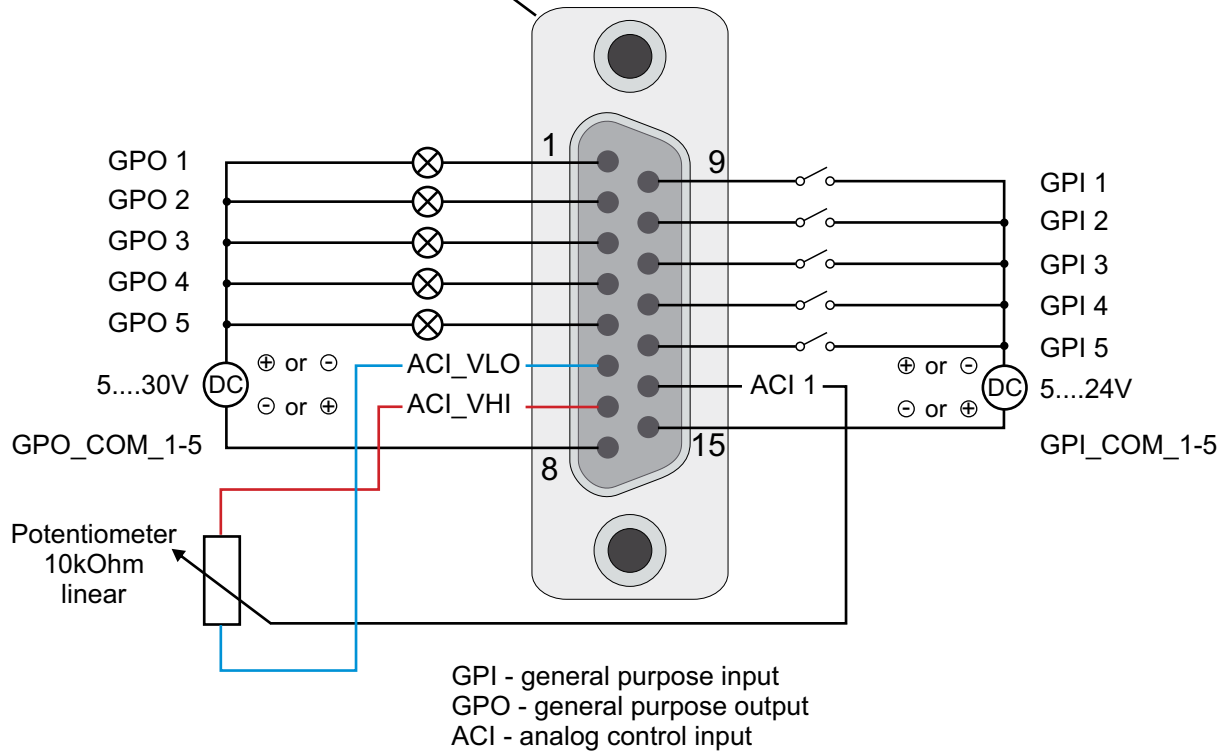 1
9
GPO 1
GPO 2
GPO 3
GPO 4
GPO 5
GPI 1
GPI 2
GPI 3
GPI 4
GPI 5
⊕ or ⊖
ACI_VLO
⊕ or ⊖
5....30V
DC
ACI 1
DC
5....24V
⊖ or ⊕
ACI_VHI
⊖ or ⊕
GPO_COM_1-5
8
15
GPI_COM_1-5
Potentiometer
10kOhm
linear
GPI - general purpose input
GPO - general purpose output
ACI - analog control input